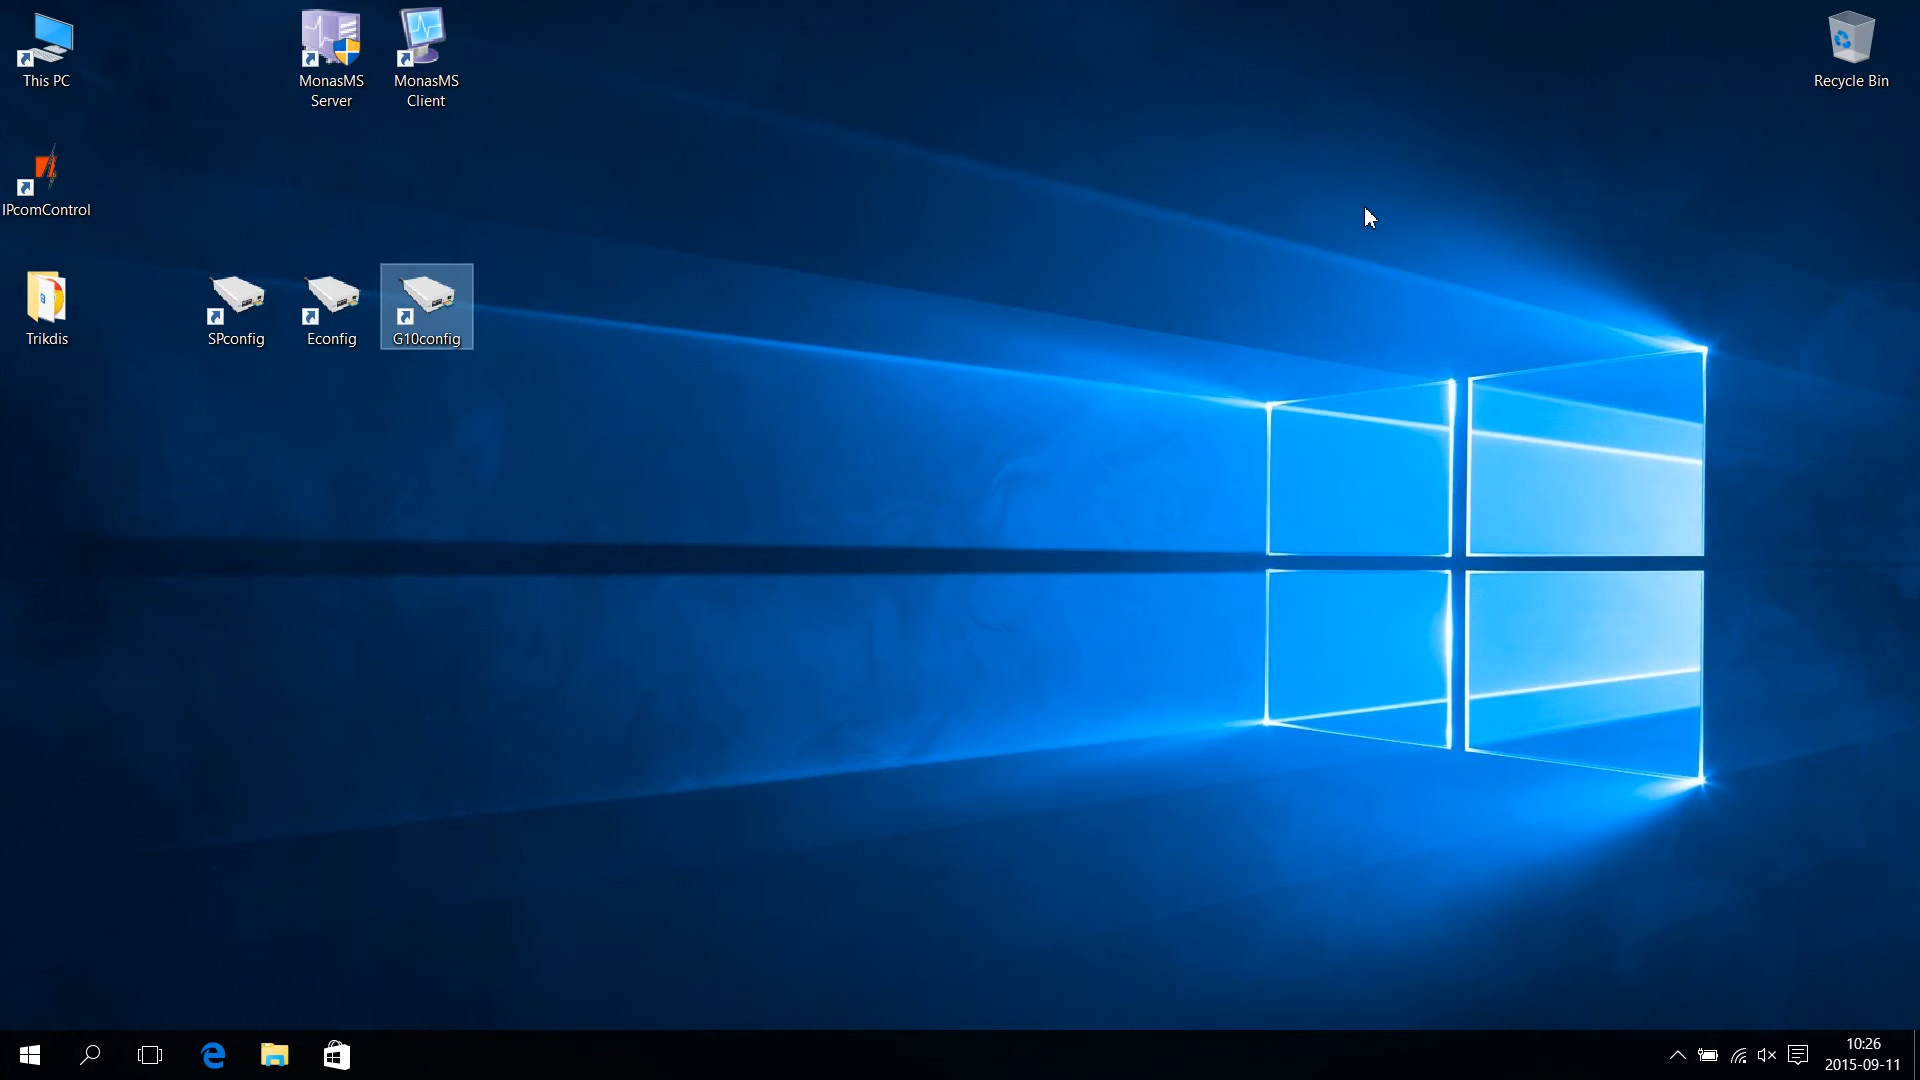 This PC
MonasMS
Server
MonasMS
Client
Recycle Bin
IPcomControl
Trikdis
SPconfig
Econfig
G10config
10:26
2015-09-11